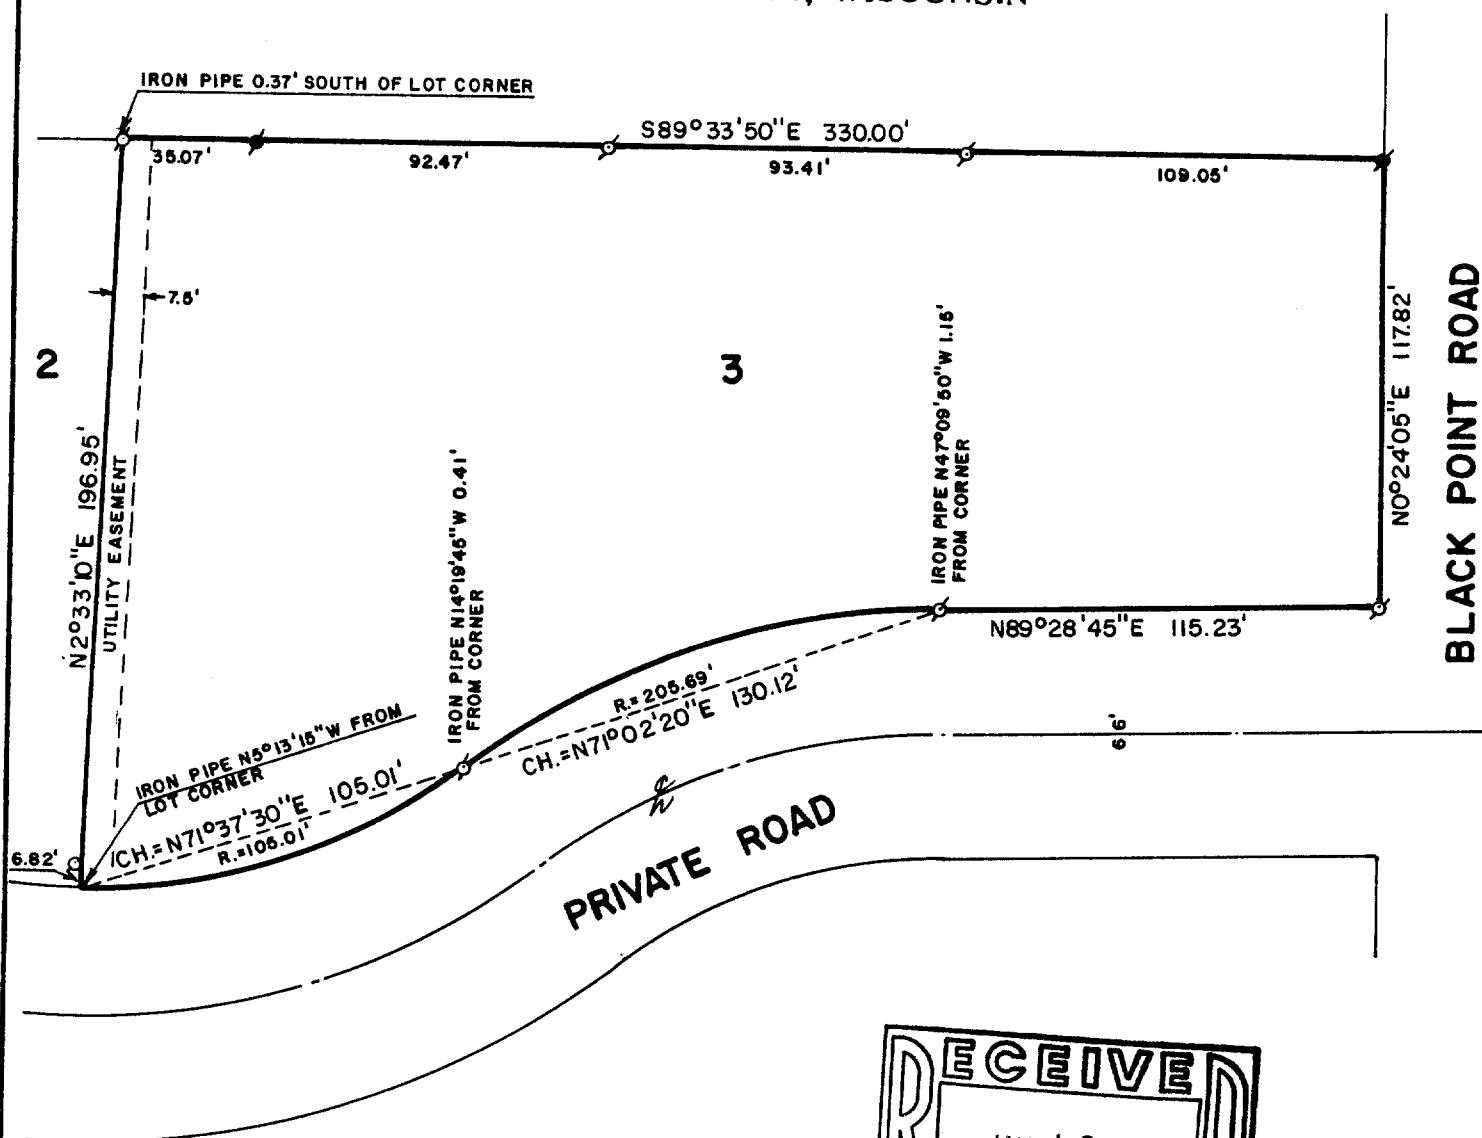 IRON PIPE 0.37' SOUTH OF LOT CORNER
S89°33'50"E 330.00'
35.07'
92.47'
93.41'
109.05'
7.5'
2
3
N2°33'10"E 196.95'
UTILITY EASEMENT
IRON PIPE N14°19'45"W 0.41'
FROM CORNER
IRON PIPE N47°09'50"W 1.15'
FROM CORNER
N0°24'05"E 117.82'
BLACK POINT ROAD
N89°28'45"E 115.23'
R.=205.69'
CH.=N71°02'20"E 130.12'
IRON PIPE N5°13'15"W FROM
LOT CORNER
CH.=N71°37'30"E 105.01'
R.=105.01'
6.82'
66'
PRIVATE ROAD
RECEIVED